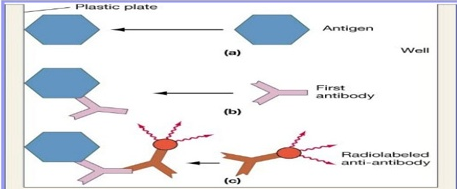 Plastic plate
Antigen
(a)
Well
First
antibody
(b)
Radiolabeled
anti-antibody
(c)